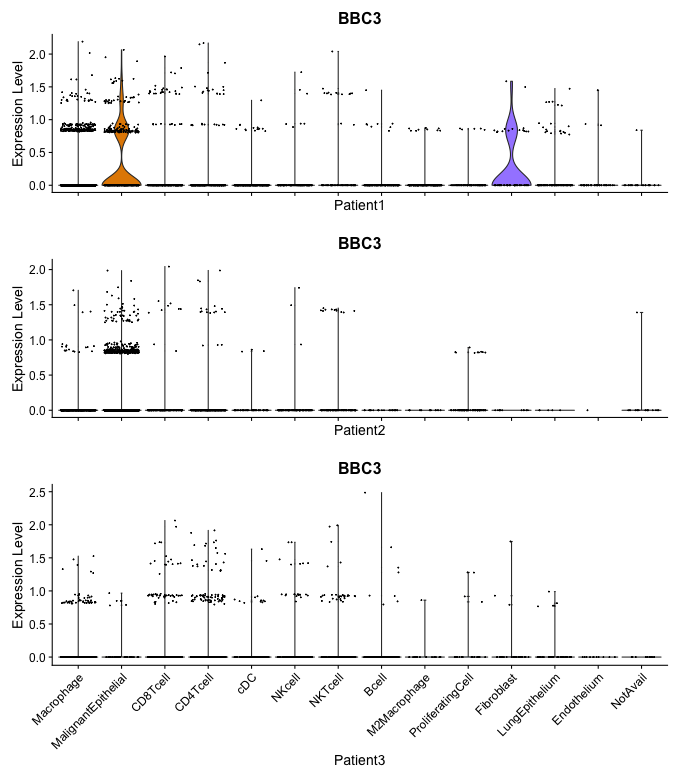 BBC3
Expression Level
2.0
1.5
1.0
0.5
0.0
Patient1
BBC3
Expression Level
2.0
1.5
1.0
0.5
0.0
Patient2
BBC3
Expression Level
2.5
2.0
1.5
1.0
0.5
0.0
Macrophage
MalignantEpithelial
CD8Tcell
CD4Tcell
cDC
NKcell
NKTcell
Bcell
M2Macrophage
ProliferatingCell
Fibroblast
LungEpithelium
Endothelium
NotAvail
Patient3